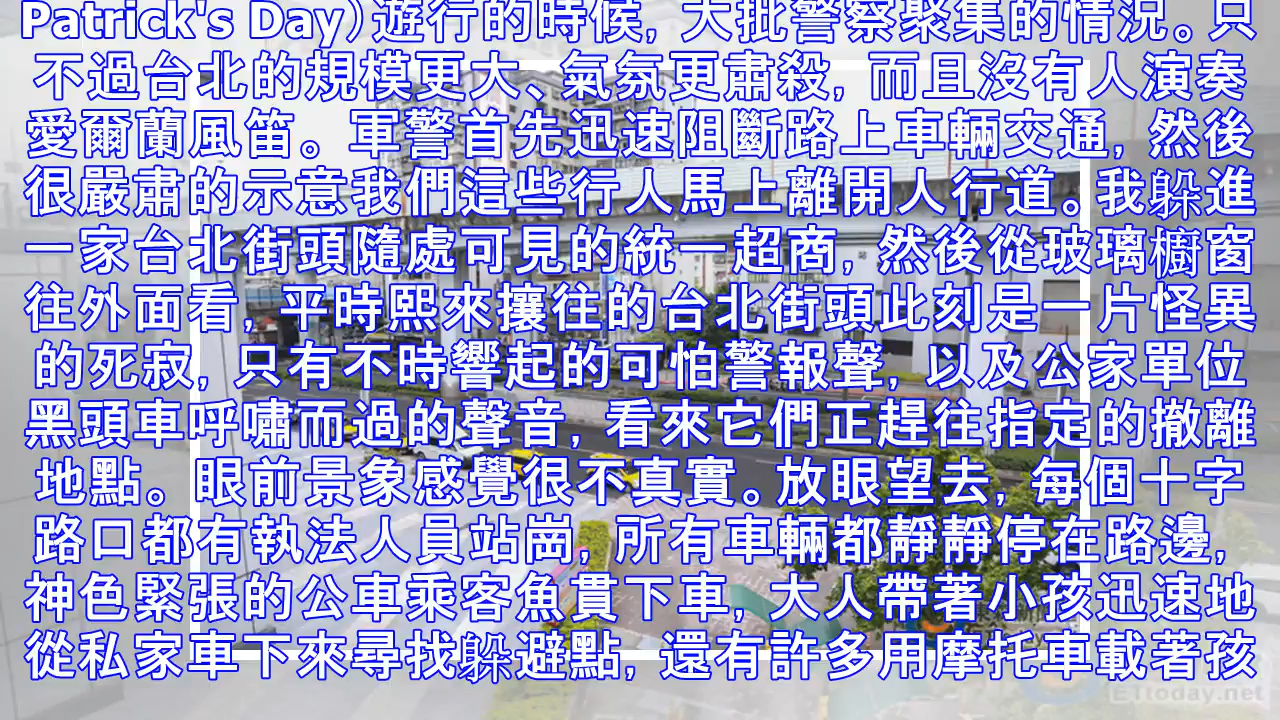 Patrick's Day)遊行的時候, 大批警察聚集的情況。只
不過台北的規模更大、氣氛更肅殺, 而且沒有人演奏
愛爾蘭風笛。軍警首先迅速阻斷路上車輛交通, 然後
很嚴肅的示意我們這些行人馬上離開人行道。我躲進
一家台北街頭隨處可見的統一超商, 然後從玻璃櫥窗
往外面看, 平時熙來攘往的台北街頭此刻是一片怪異
的死寂, 只有不時響起的可怕警報聲, 以及公家單位
黑頭車呼嘯而過的聲音, 看來它們正趕往指定的撤離
地點。眼前景象感覺很不真實。放眼望去, 每個十字
路口都有執法人員站崗, 所有車輛都靜靜停在路邊,
神色緊張的公車乘客魚貫下車, 大人帶著小孩迅速地
從私家車下來尋找躲避點, 還有許多用摩托車載著孩
ETtoday.net